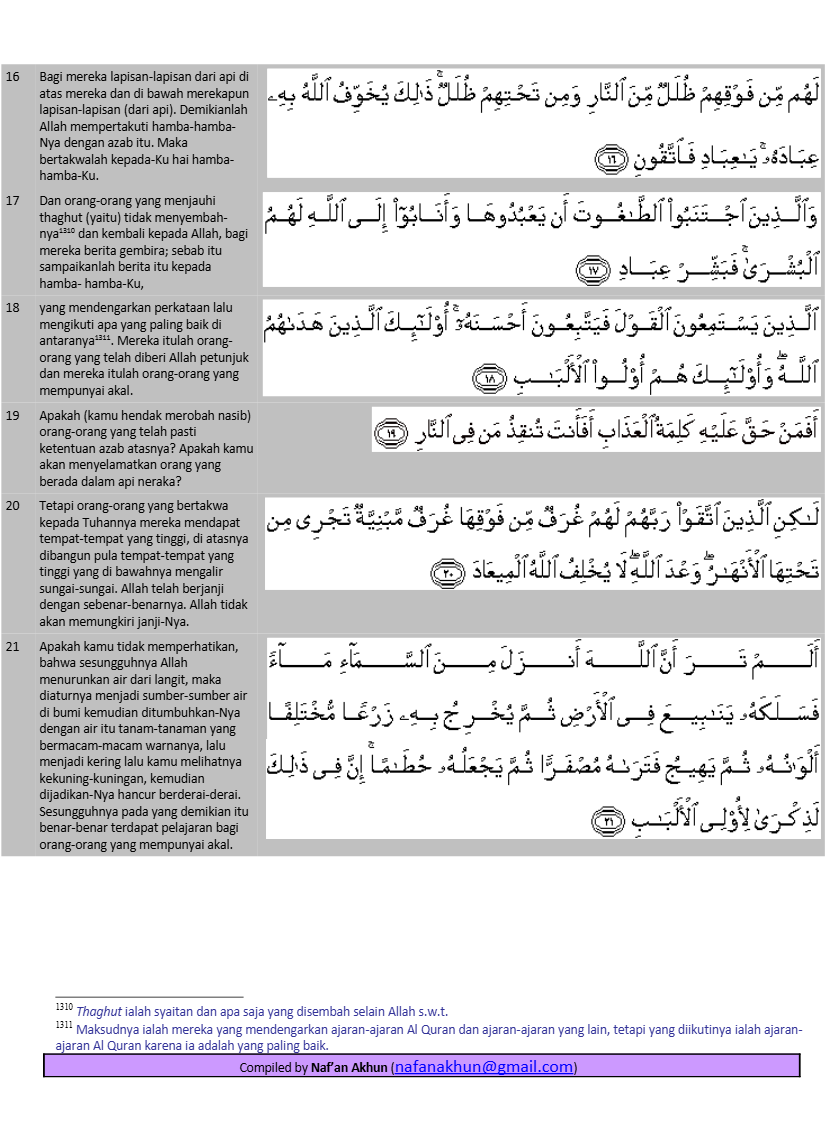 16
Bagi mereka lapisan-lapisan dari api di
atas mereka dan di bawah merekapun
lapisan-lapisan (dari api). Demikianlah
Allah mempertakuti hamba-hamba-
Nya dengan azab itu. Maka
bertakwalah kepada-Ku hai hamba-
hamba-Ku.
لَهُم مِّن فَوْقِهِمْ ظُلَلٌ مِّنَ ٱلنَّارِ وَمِن تَحْتِهِمْ ظُلَلٌ ۚ ذَٰلِكَ يُخَوِّفُ ٱللَّهُ بِهِۦ
عِبَادَهُۥ ۚ يَـٰعِبَادِ فَٱتَّقُونِ ١٦
17
Dan orang-orang yang menjauhi
thaghut (yaitu) tidak menyembah-
nya1310 dan kembali kepada Allah, bagi
mereka berita gembira; sebab itu
sampaikanlah berita itu kepada
hamba- hamba-Ku,
وَٱلَّذِينَ ٱجْتَنَبُوا۟ ٱلطَّـٰغُوتَ أَن يَعْبُدُوهَا وَأَنَابُوٓا۟ إِلَى ٱللَّهِ لَهُمُ
ٱلْبُشْرَىٰ ۚ فَبَشِّرْ عِبَادِ ١٧
18
yang mendengarkan perkataan lalu
mengikuti apa yang paling baik di
antaranya1311. Mereka itulah orang-
orang yang telah diberi Allah petunjuk
dan mereka itulah orang-orang yang
mempunyai akal.
ٱلَّذِينَ يَسْتَمِعُونَ ٱلْقَوْلَ فَيَتَّبِعُونَ أَحْسَنَهُۥٓ ۚ أُو۟لَـٰٓئِكَ ٱلَّذِينَ هَدَىٰهُمُ
ٱللَّهُ ۖ وَأُو۟لَـٰٓئِكَ هُمْ أُو۟لُوا۟ ٱلْأَلْبَـٰبِ ١٨
19
Apakah (kamu hendak merobah nasib)
orang-orang yang telah pasti
ketentuan azab atasnya? Apakah kamu
akan menyelamatkan orang yang
berada dalam api neraka?
أَفَمَنْ حَقَّ عَلَيْهِ كَلِمَةُ ٱلْعَذَابِ أَفَأَنتَ تُنقِذُ مَن فِى ٱلنَّارِ ١٩
20
Tetapi orang-orang yang bertakwa
kepada Tuhannya mereka mendapat
tempat-tempat yang tinggi, di atasnya
dibangun pula tempat-tempat yang
tinggi yang di bawahnya mengalir
sungai-sungai. Allah telah berjanji
dengan sebenar-benarnya. Allah tidak
akan memungkiri janji-Nya.
لَـٰكِنِ ٱلَّذِينَ ٱتَّقَوْا۟ رَبَّهُمْ لَهُمْ غُرَفٌ مِّن فَوْقِهَا غُرَفٌ مَّبْنِيَّةٌ تَجْرِى مِن
تَحْتِهَا ٱلْأَنْهَـٰرُ ۖ وَعْدَ ٱللَّهِ ۖ لَا يُخْلِفُ ٱللَّهُ ٱلْمِيعَادَ ٢٠
21
Apakah kamu tidak memperhatikan,
bahwa sesungguhnya Allah
menurunkan air dari langit, maka
diaturnya menjadi sumber-sumber air
di bumi kemudian ditumbuhkan-Nya
dengan air itu tanam-tanaman yang
bermacam-macam warnanya, lalu
menjadi kering lalu kamu melihatnya
kekuning-kuningan, kemudian
dijadikan-Nya hancur berderai-derai.
Sesungguhnya pada yang demikian itu
benar-benar terdapat pelajaran bagi
orang-orang yang mempunyai akal.
أَلَمْ تَرَ أَنَّ ٱللَّهَ أَنزَلَ مِنَ ٱلسَّمَآءِ مَآءً
فَسَلَكَهُۥ يَنَـٰبِيعَ فِى ٱلْأَرْضِ ثُمَّ يُخْرِجُ بِهِۦ زَرْعًا مُّخْتَلِفًا
أَلْوَٰنُهُۥ ثُمَّ يَهِيجُ فَتَرَىٰهُ مُصْفَرًّا ثُمَّ يَجْعَلُهُۥ حُطَـٰمًا ۚ إِنَّ فِى ذَٰلِكَ
لَذِكْرَىٰ لِأُو۟لِى ٱلْأَلْبَـٰبِ ٢١
1310 Thaghut ialah syaitan dan apa saja yang disembah selain Allah s.w.t.
1311 Maksudnya ialah mereka yang mendengarkan ajaran-ajaran Al Quran dan ajaran-ajaran yang lain, tetapi yang diikutinya ialah ajaran-
ajaran Al Quran karena ia adalah yang paling baik.
Compiled by Naf’an Akhun (nafanakhun@gmail.com)